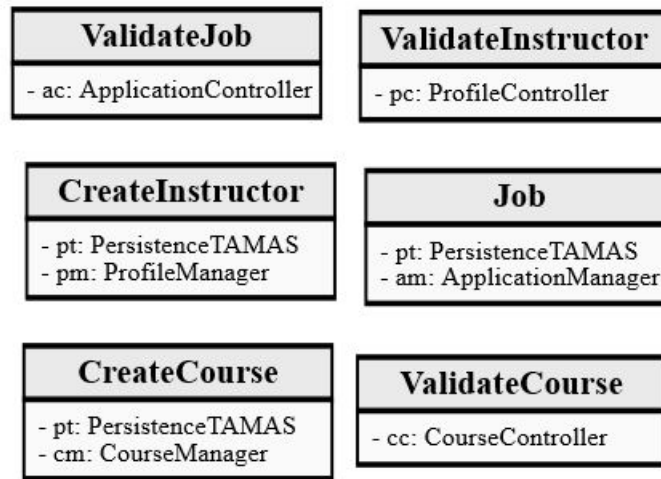 ValidateJob
- ac: ApplicationController
ValidateInstructor
- pc: ProfileController
CreateInstructor
- pt: PersistenceTAMAS
- pm: ProfileManager
Job
- pt: PersistenceTAMAS
- am: ApplicationManager
CreateCourse
- pt: PersistenceTAMAS
- cm: CourseManager
ValidateCourse
- cc: CourseController